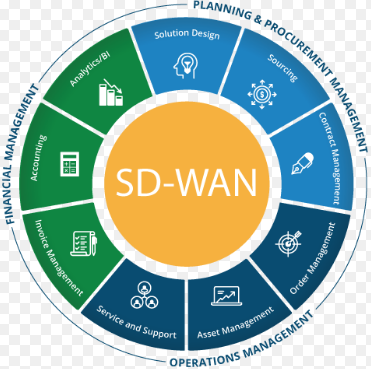 PLANNING & PROCUREMENT MANAGEMENT
Solution Design
Sourcing
Contract Management
Order Management
Asset Management
Service and Support
Invoice Management
Accounting
Analytics/BI
SD-WAN
FINANCIAL MANAGEMENT
OPERATIONS MANAGEMENT